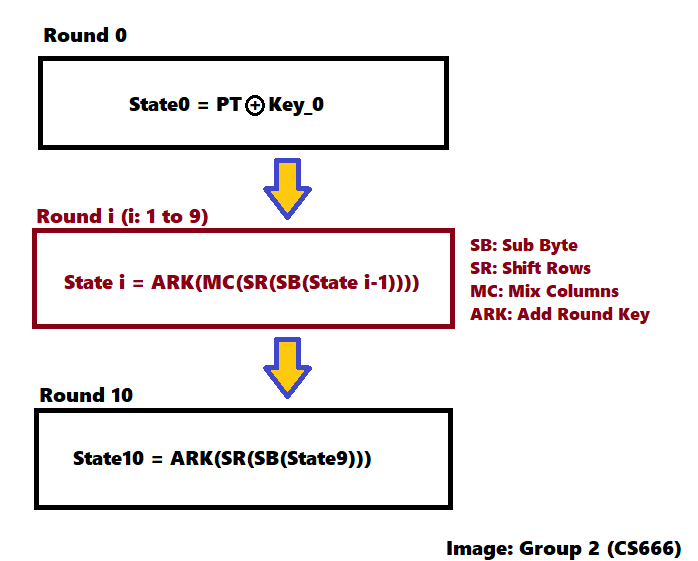 Round 0
State0 = PT ⊕ Key_0
Round i (i: 1 to 9)
State i = ARK(MC(SR(SB(State i-1))))
SB: Sub Byte
SR: Shift Rows
MC: Mix Columns
ARK: Add Round Key
Round 10
State10 = ARK(SR(SB(State9)))
Image: Group 2 (CS666)